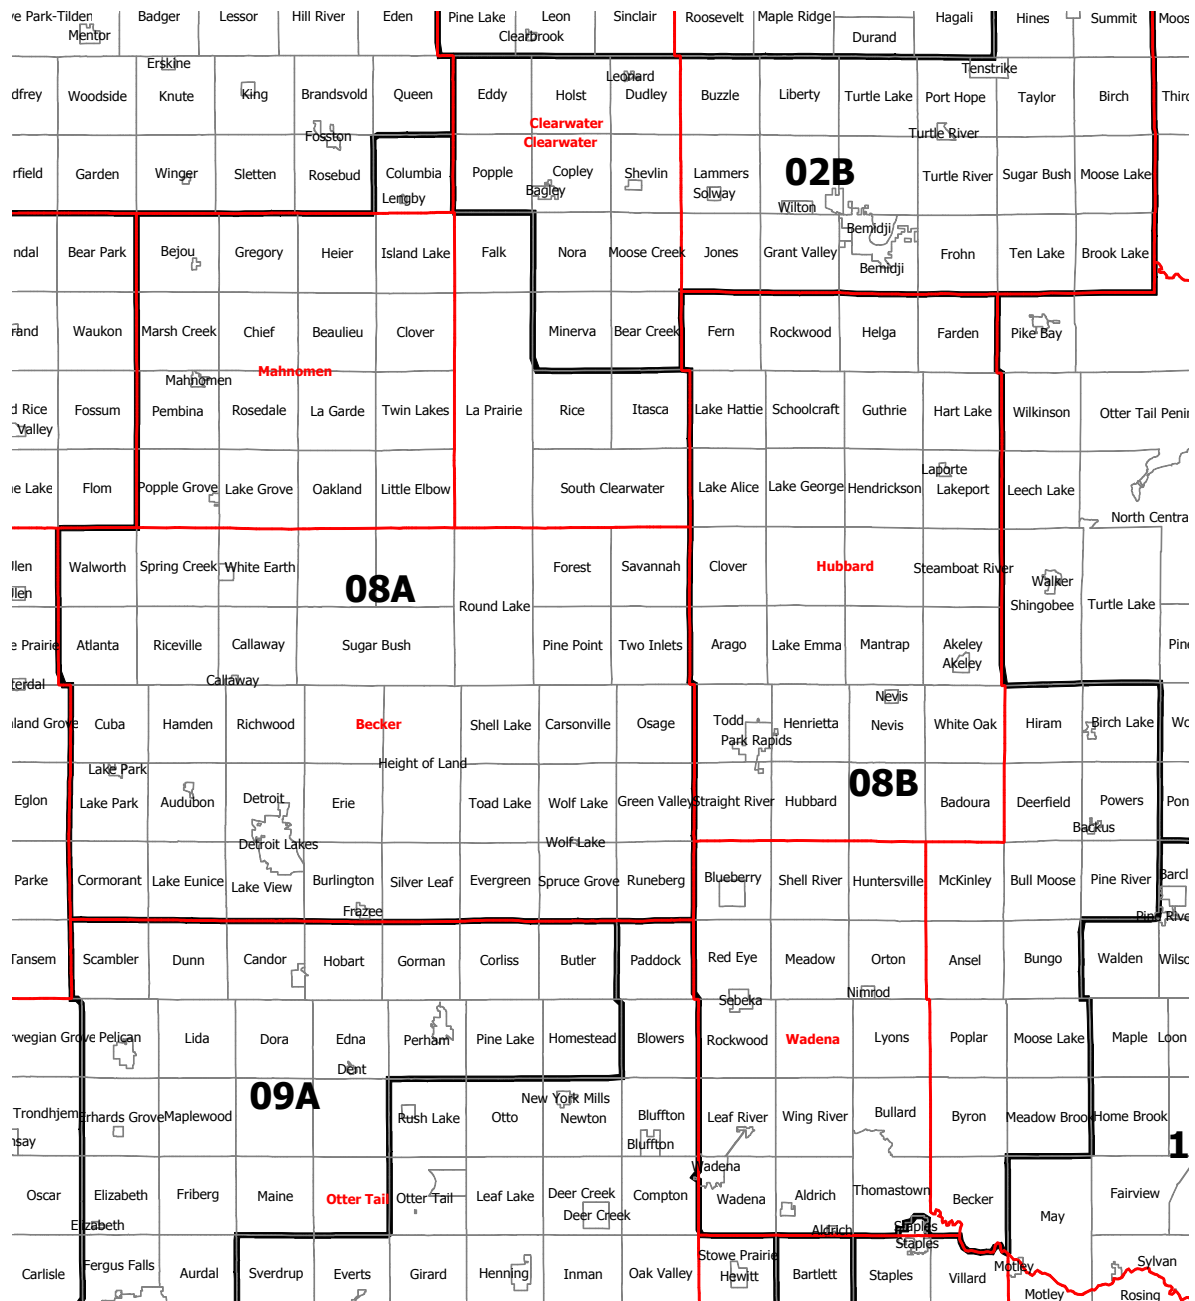 Park-Tilden Badger Lessor Hill River Eden Pine Lake Leon Sinclair Roosevelt Maple Ridge Hagali Hines Summit
Mentor Clearbrook Durand
Erskine Leonard Tenstrike
Woodside Knute King Brandsvold Queen Eddy Holst Dudley Buzzle Liberty Turtle Lake Port Hope Taylor Birch
Clearwater
Fosston Turtle River
Clearwater
Garden Winger Sletten Rosebud Columbia Popple Copley Shevlin Lammers 02B Turtle River Sugar Bush Moose Lake
Lengby Bagley Solway Wilton
Bemidji
Bear Park Bejou Gregory Heier Island Lake Falk Nora Moose Creek Jones Grant Valley Frohn Ten Lake Brook Lake
Bemidji
Waukon Marsh Creek Chief Beaulieu Clover Minerva Bear Creek Fern Rockwood Helga Farden Pike Bay
Mahnomen
Mahnomen
Rice Fossum Pembina Rosedale La Garde Twin Lakes La Prairie Rice Itasca Lake Hattie Schoolcraft Guthrie Hart Lake Wilkinson Otter Tail
Valley
Laporte
Lake Flom Popple Grove Lake Grove Oakland Little Elbow South Clearwater Lake Alice Lake George Hendrickson Lakeport Leech Lake
North Centra
Walworth Spring Creek White Earth 08A Forest Savannah Clover Hubbard Steamboat River
Walker
Round Lake Shingobee Turtle Lake
Prairie Atlanta Riceville Callaway Sugar Bush Pine Point Two Inlets Arago Lake Emma Mantrap Akeley
Akeley
Callaway
Nevis
Cuba Hamden Richwood Becker Shell Lake Carsonville Osage Todd Henrietta Nevis White Oak Hiram Birch Lake
Park Rapids
Height of Land
Lake Park 08B
Eglon Lake Park Audubon Detroit Erie Toad Lake Wolf Lake Green Valley Straight River Hubbard Badoura Deerfield Powers
Backus
Detroit Lakes Wolf Lake
Parke Cormorant Lake Eunice Lake View Burlington Silver Leaf Evergreen Spruce Grove Runeberg Blueberry Shell River Huntersville McKinley Bull Moose Pine River
Frazee
Tansem Scambler Dunn Candor Hobart Gorman Corliss Butler Paddock Red Eye Meadow Orton Ansel Bungo Walden
Sebeka Nimrod
Pelican Lida Dora Edna Perham Pine Lake Homestead Blowers Rockwood Wadena Lyons Poplar Moose Lake Maple Loon
Dent
09A New York Mills
Trondhjem Erhards Grove Maplewood Rush Lake Otto Newton Bluffton Leaf River Wing River Bullard Byron Meadow Brook Home Brook
Bluffton
Wadena
Oscar Elizabeth Friberg Maine Otter Tail Otter Tail Leaf Lake Deer Creek Compton Wadena Aldrich Thomastown Becker Fairview
Deer Creek May
Elizabeth Aldrich Staples
Staples
Stowe Prairie
Carlisle Fergus Falls Aurdal Sverdrup Everts Girard Henning Inman Oak Valley Hewitt Bartlett Staples Villard Motley Sylvan
Motley Rosing